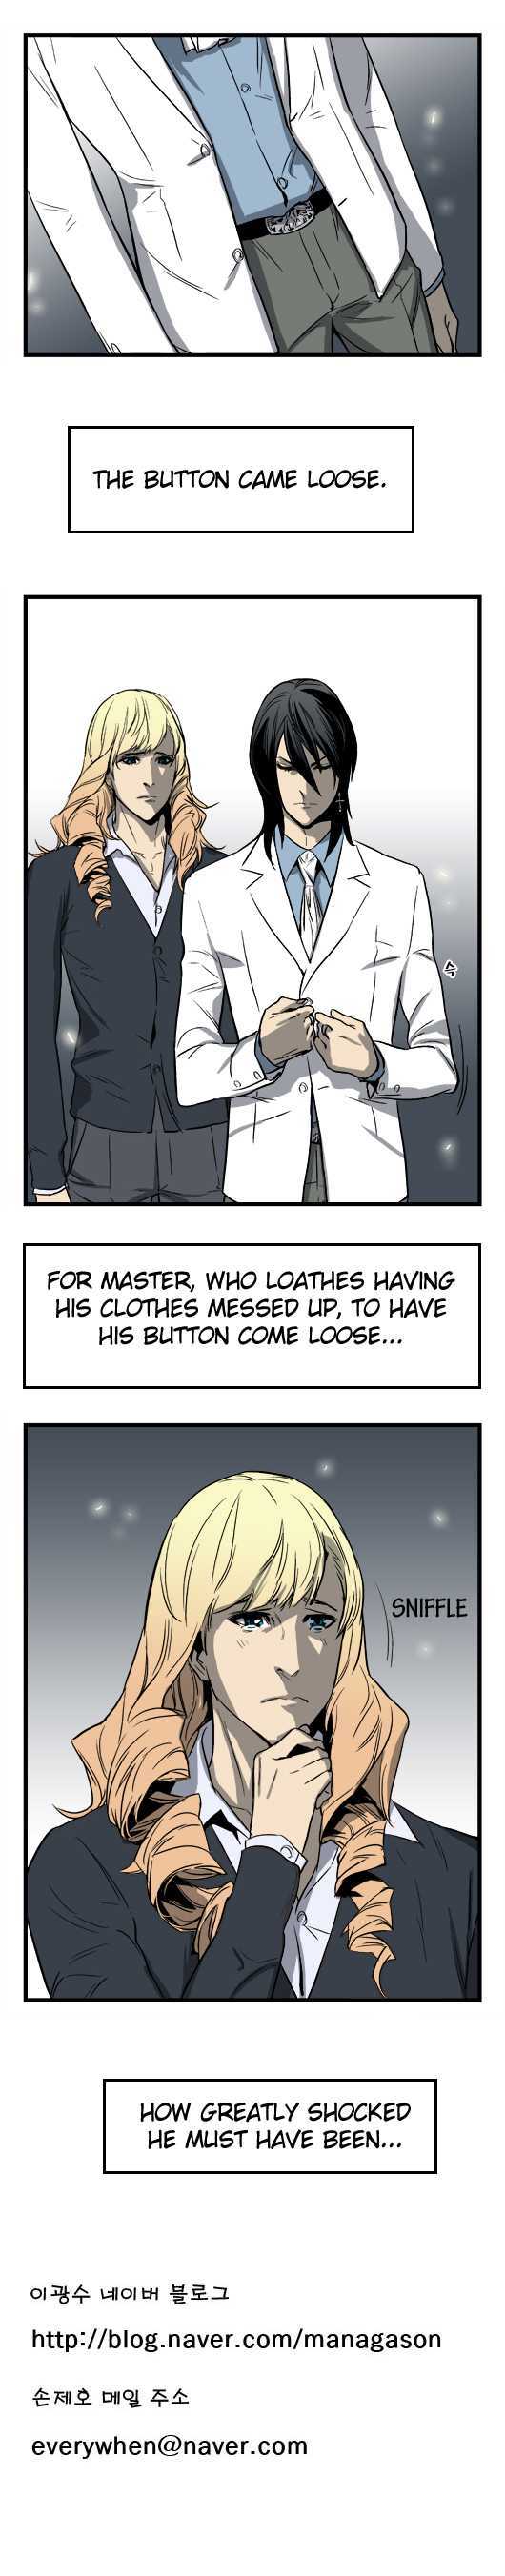 THE BUTTON CAME LOOSE.
슥
FOR MASTER, WHO LOATHES HAVING
HIS CLOTHES MESSED UP, TO HAVE
HIS BUTTON COME LOOSE...
SNIFFLE
HOW GREATLY SHOCKED
HE MUST HAVE BEEN...
이광수 네이버 블로그
http://blog.naver.com/managason
손제호 메일 주소
everywhen@naver.com